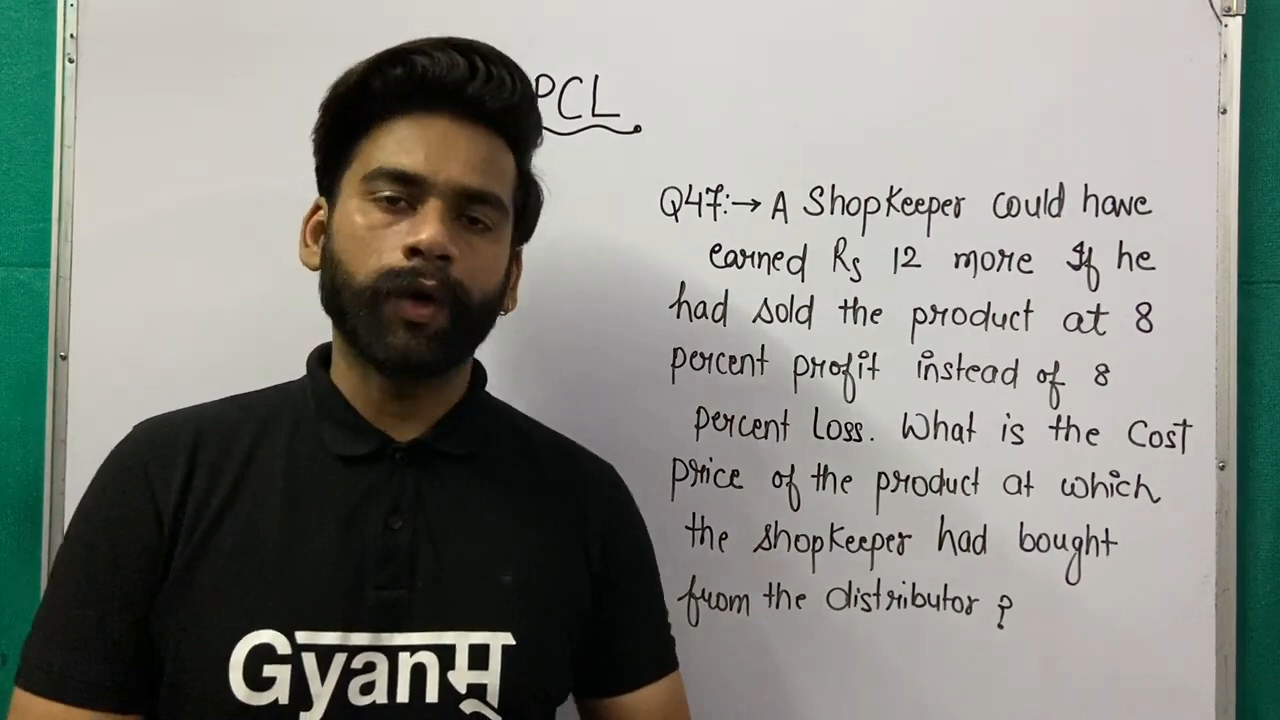 PCL
Q47:→ A Shopkeeper could have
earned Rs 12 more If he
had sold the product at 8
percent profit instead of 8
percent Loss. What is the Cost
price of the product at which
the shopkeeper had bought
from the distributor ?
Gyanम्